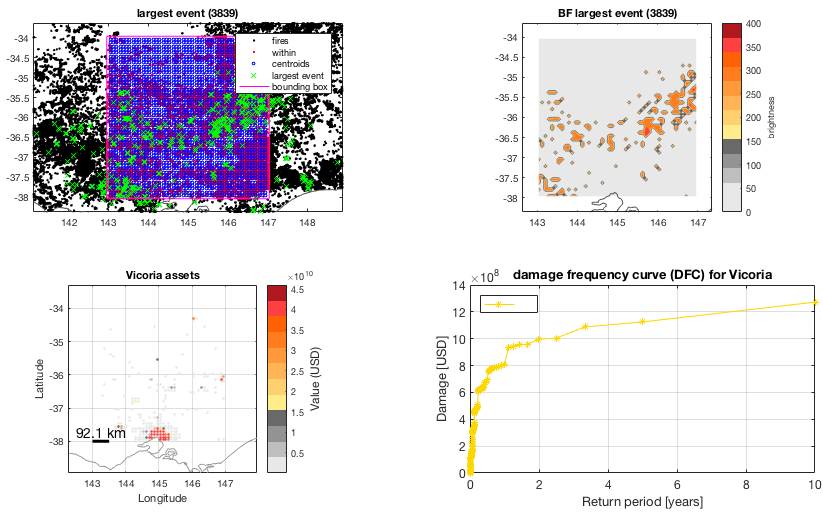 largest event (3839)
fires
within
centroids
largest event
bounding box
-34
-34.5
-35
-35.5
-36
-36.5
-37
-37.5
-38
142 143 144 145 146 147 148
BF largest event (3839)
-34
-34.5
-35
-35.5
-36
-36.5
-37
-37.5
-38
143 144 145 146 147
400
350
300
250
200
150
100
50
0
brightness
Vicoria assets
×10^10
-34
-35
-36
-37
-38
Latitude
92.1 km
143 144 145 146 147
Longitude
4.5
4
3.5
3
2.5
2
1.5
1
0.5
Value (USD)
×10^8
damage frequency curve (DFC) for Vicoria
14
12
10
8
6
4
2
0
Damage [USD]
0 2 4 6 8 10
Return period [years]